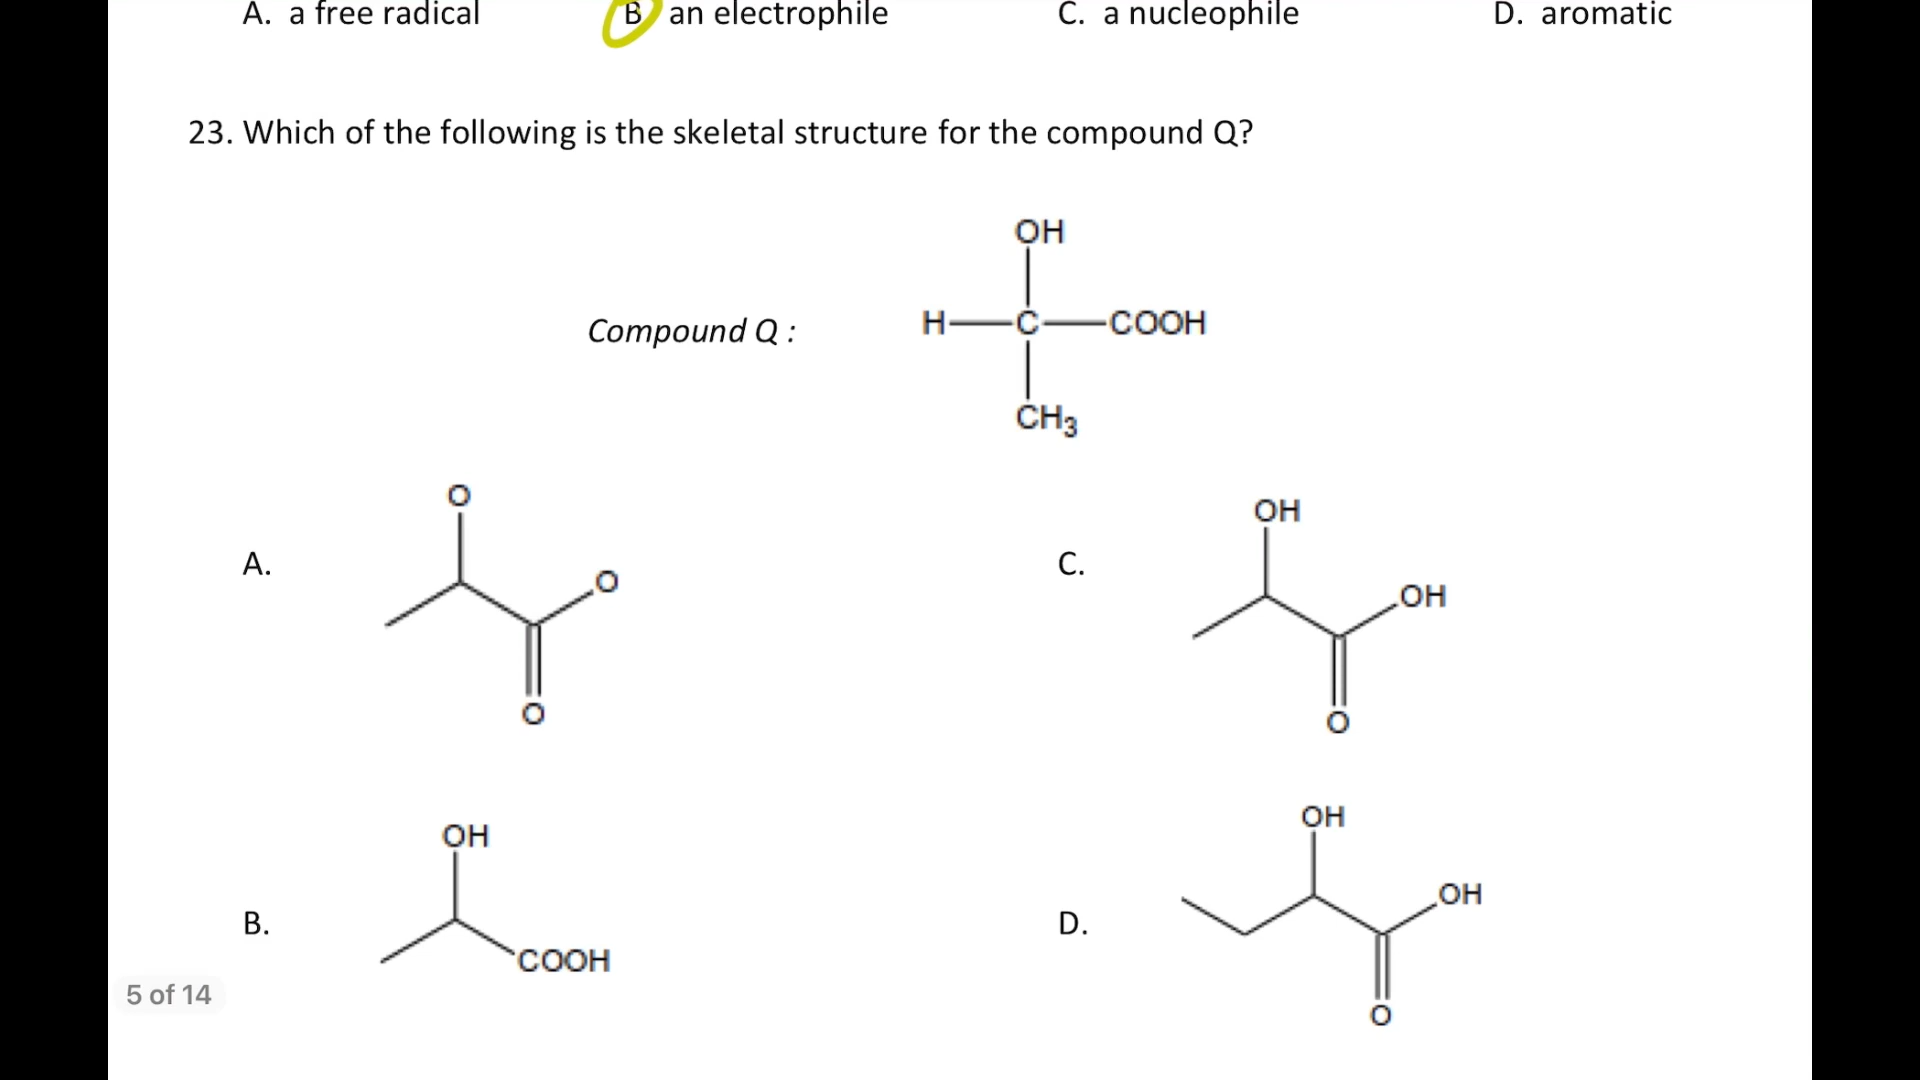 A. a free radical B an electrophile C. a nucleophile D. aromatic
23. Which of the following is the skeletal structure for the compound Q?
OH
Compound Q : H C COOH
CH3
A.
O
O
O
C.
OH
OH
O
B.
OH
COOH
D.
OH
OH
O
5 of 14